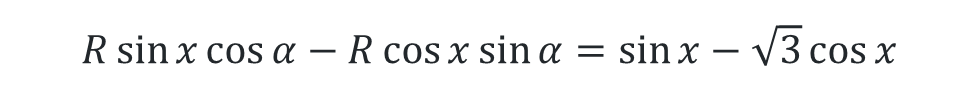 R sin x cos α − R cos x sin α = sin x − √3 cos x